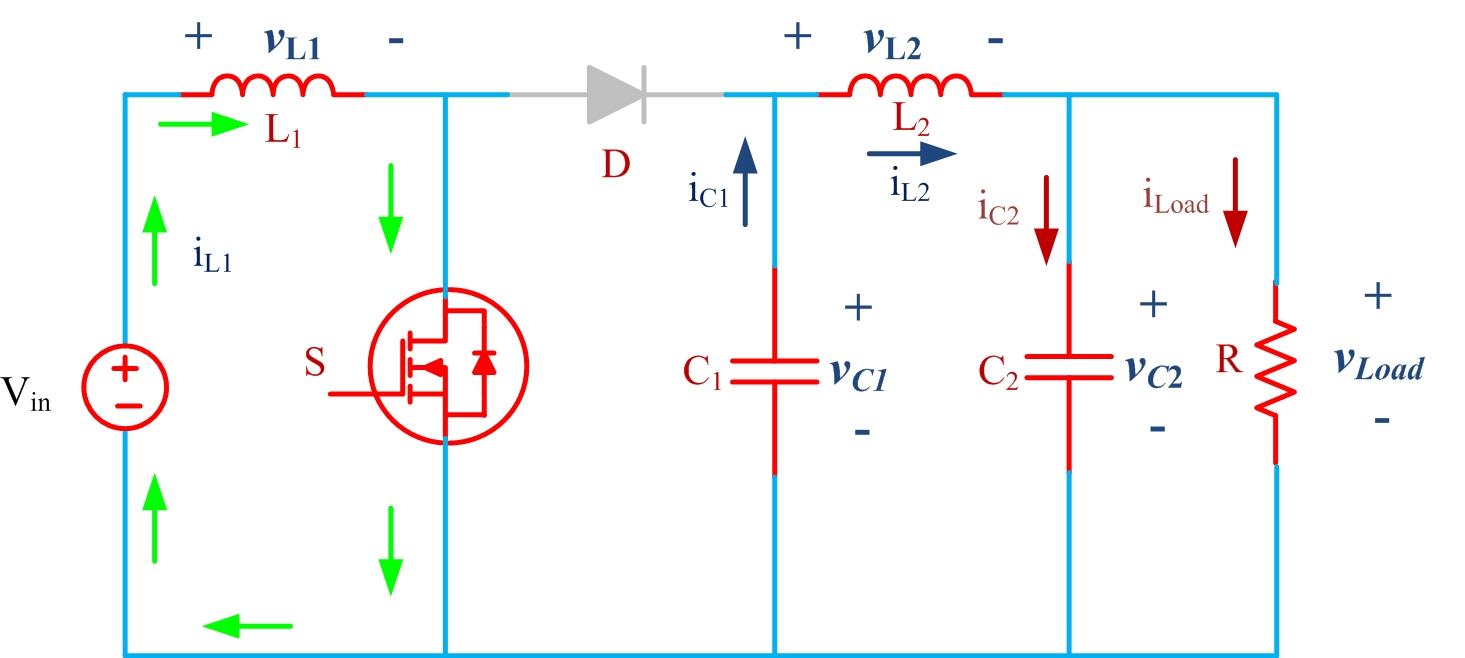 + vL1 -
+ vL2 -
L1
L2
D
iC1
iL2
iC2
iLoad
iL1
+
+
+
S
C1
vC1
C2
vC2
R
vLoad
Vin
+
-
-
-
-